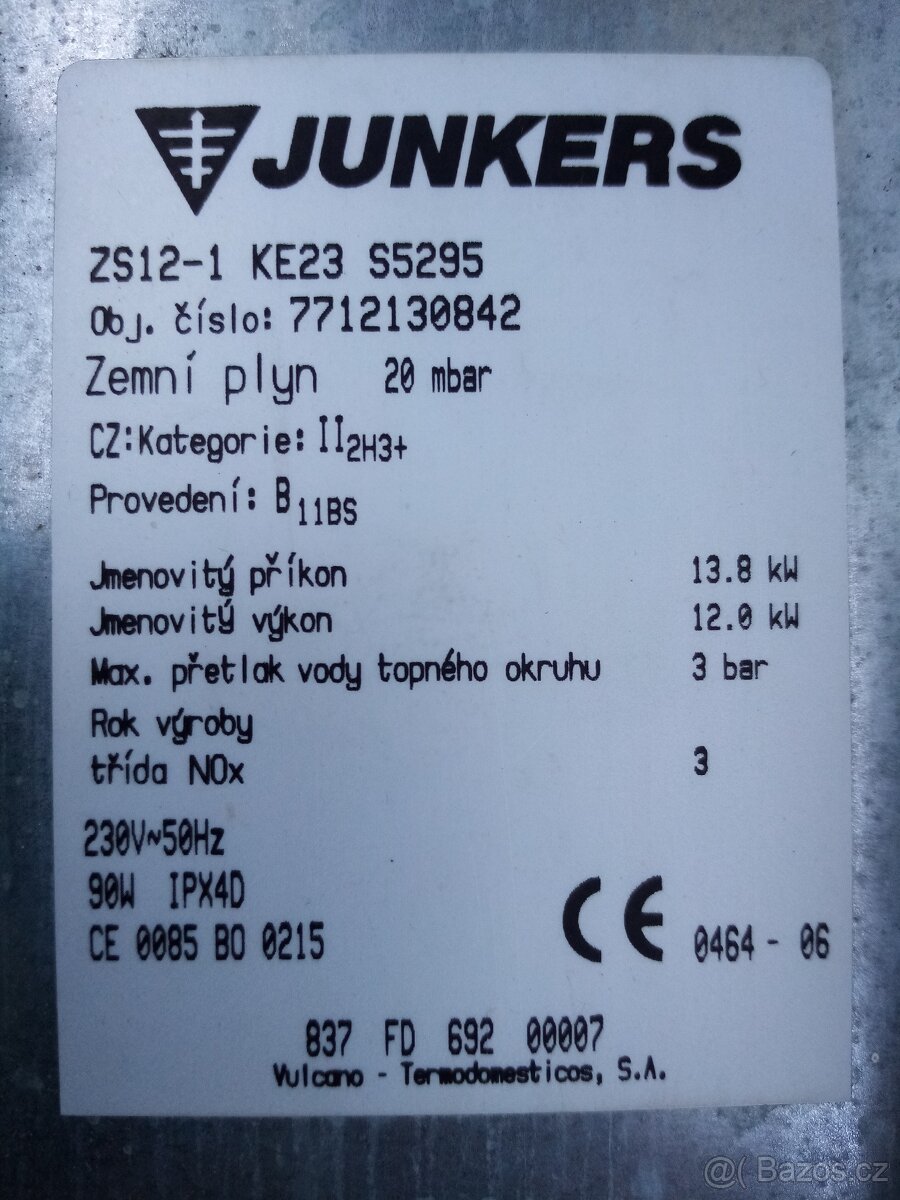 JUNKERS
ZS12-1 KE23 S5295
Obj. číslo: 7712130842
Zemní plyn 20 mbar
CZ:Kategorie: II2H3+
Provedení: B11BS
Jmenovitý příkon 13.8 kW
Jmenovitý výkon 12.0 kW
Max. přetlak vody topného okruhu 3 bar
Rok výroby
třída NOx 3
230V~50Hz
90W IPX4D
CE 0085 BO 0215
CE 0464 - 06
837 FD 692 00007
Vulcano - Termodomesticos, S.A.
@( Bazos.cz